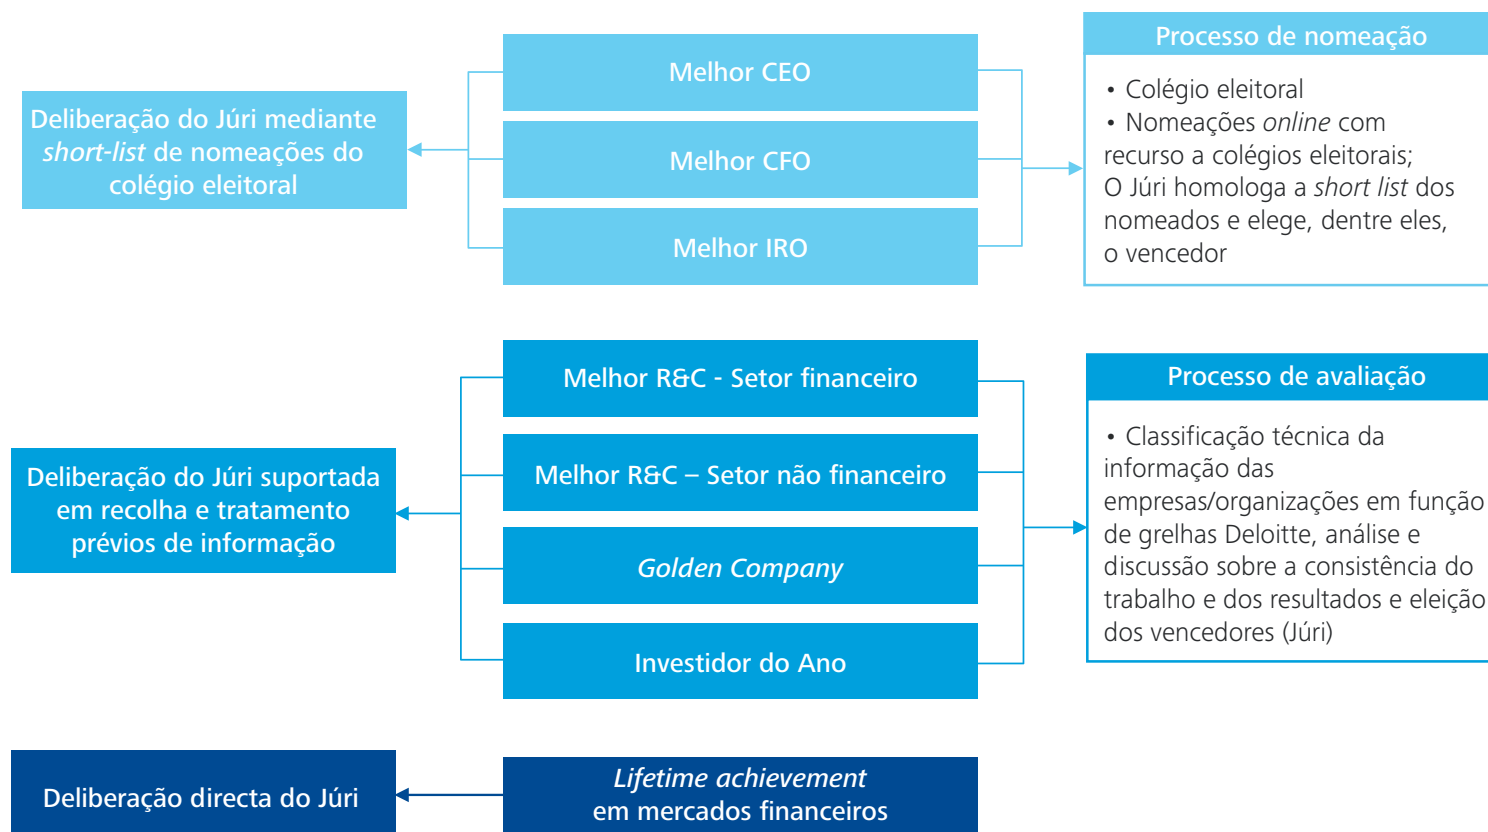 Deliberação do Júri mediante
short-list de nomeações do
colégio eleitoral
Melhor CEO
Melhor CFO
Melhor IRO
Processo de nomeação
• Colégio eleitoral
• Nomeações online com
recurso a colégios eleitorais;
O Júri homologa a short list dos
nomeados e elege, dentre eles,
o vencedor
Deliberação do Júri suportada
em recolha e tratamento
prévios de informação
Melhor R&C - Setor financeiro
Melhor R&C – Setor não financeiro
Golden Company
Investidor do Ano
Processo de avaliação
• Classificação técnica da
informação das
empresas/organizações em função
de grelhas Deloitte, análise e
discussão sobre a consistência do
trabalho e dos resultados e eleição
dos vencedores (Júri)
Deliberação directa do Júri
Lifetime achievement
em mercados financeiros